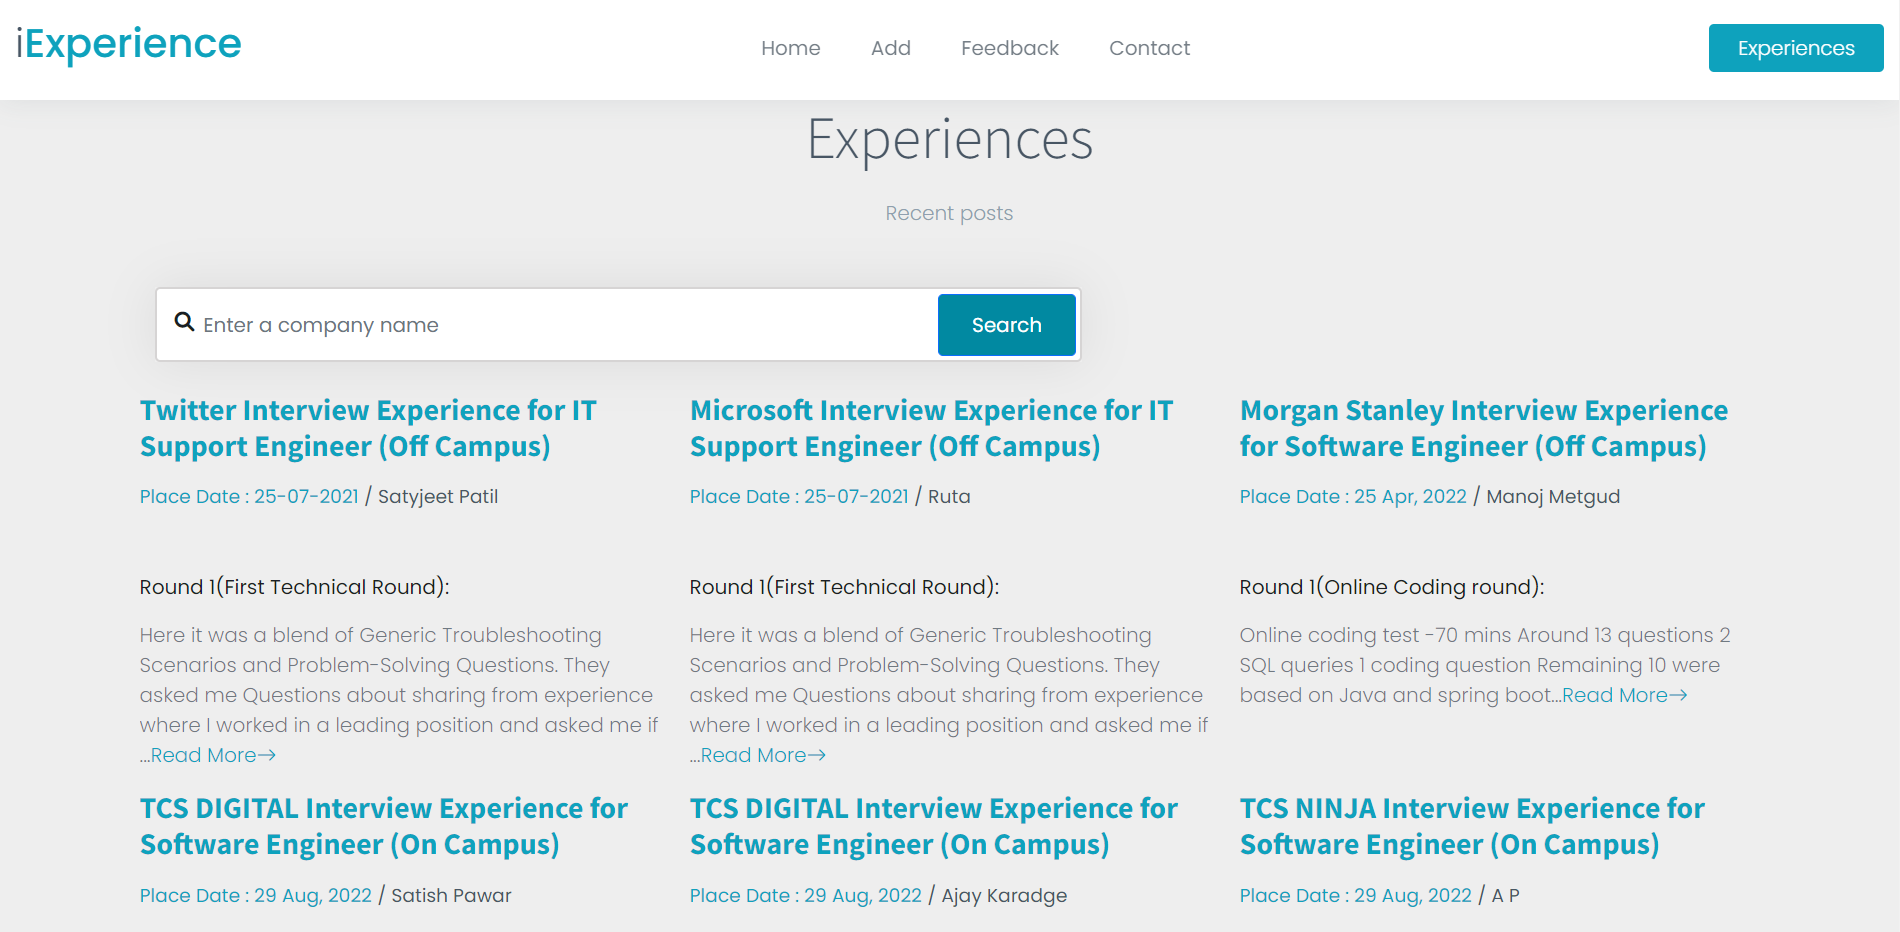 iExperience
Home
Add
Feedback
Contact
Experiences
Experiences
Recent posts
Enter a company name
Search
Twitter Interview Experience for IT
Support Engineer (Off Campus)
Place Date : 25-07-2021 / Satyjeet Patil
Round 1(First Technical Round):
Here it was a blend of Generic Troubleshooting
Scenarios and Problem-Solving Questions. They
asked me Questions about sharing from experience
where I worked in a leading position and asked me if
...Read More→
Microsoft Interview Experience for IT
Support Engineer (Off Campus)
Place Date : 25-07-2021 / Ruta
Round 1(First Technical Round):
Here it was a blend of Generic Troubleshooting
Scenarios and Problem-Solving Questions. They
asked me Questions about sharing from experience
where I worked in a leading position and asked me if
...Read More→
Morgan Stanley Interview Experience
for Software Engineer (Off Campus)
Place Date : 25 Apr, 2022 / Manoj Metgud
Round 1(Online Coding round):
Online coding test -70 mins Around 13 questions 2
SQL queries 1 coding question Remaining 10 were
based on Java and spring boot...Read More→
TCS DIGITAL Interview Experience for
Software Engineer (On Campus)
Place Date : 29 Aug, 2022 / Satish Pawar
TCS DIGITAL Interview Experience for
Software Engineer (On Campus)
Place Date : 29 Aug, 2022 / Ajay Karadge
TCS NINJA Interview Experience for
Software Engineer (On Campus)
Place Date : 29 Aug, 2022 / A P